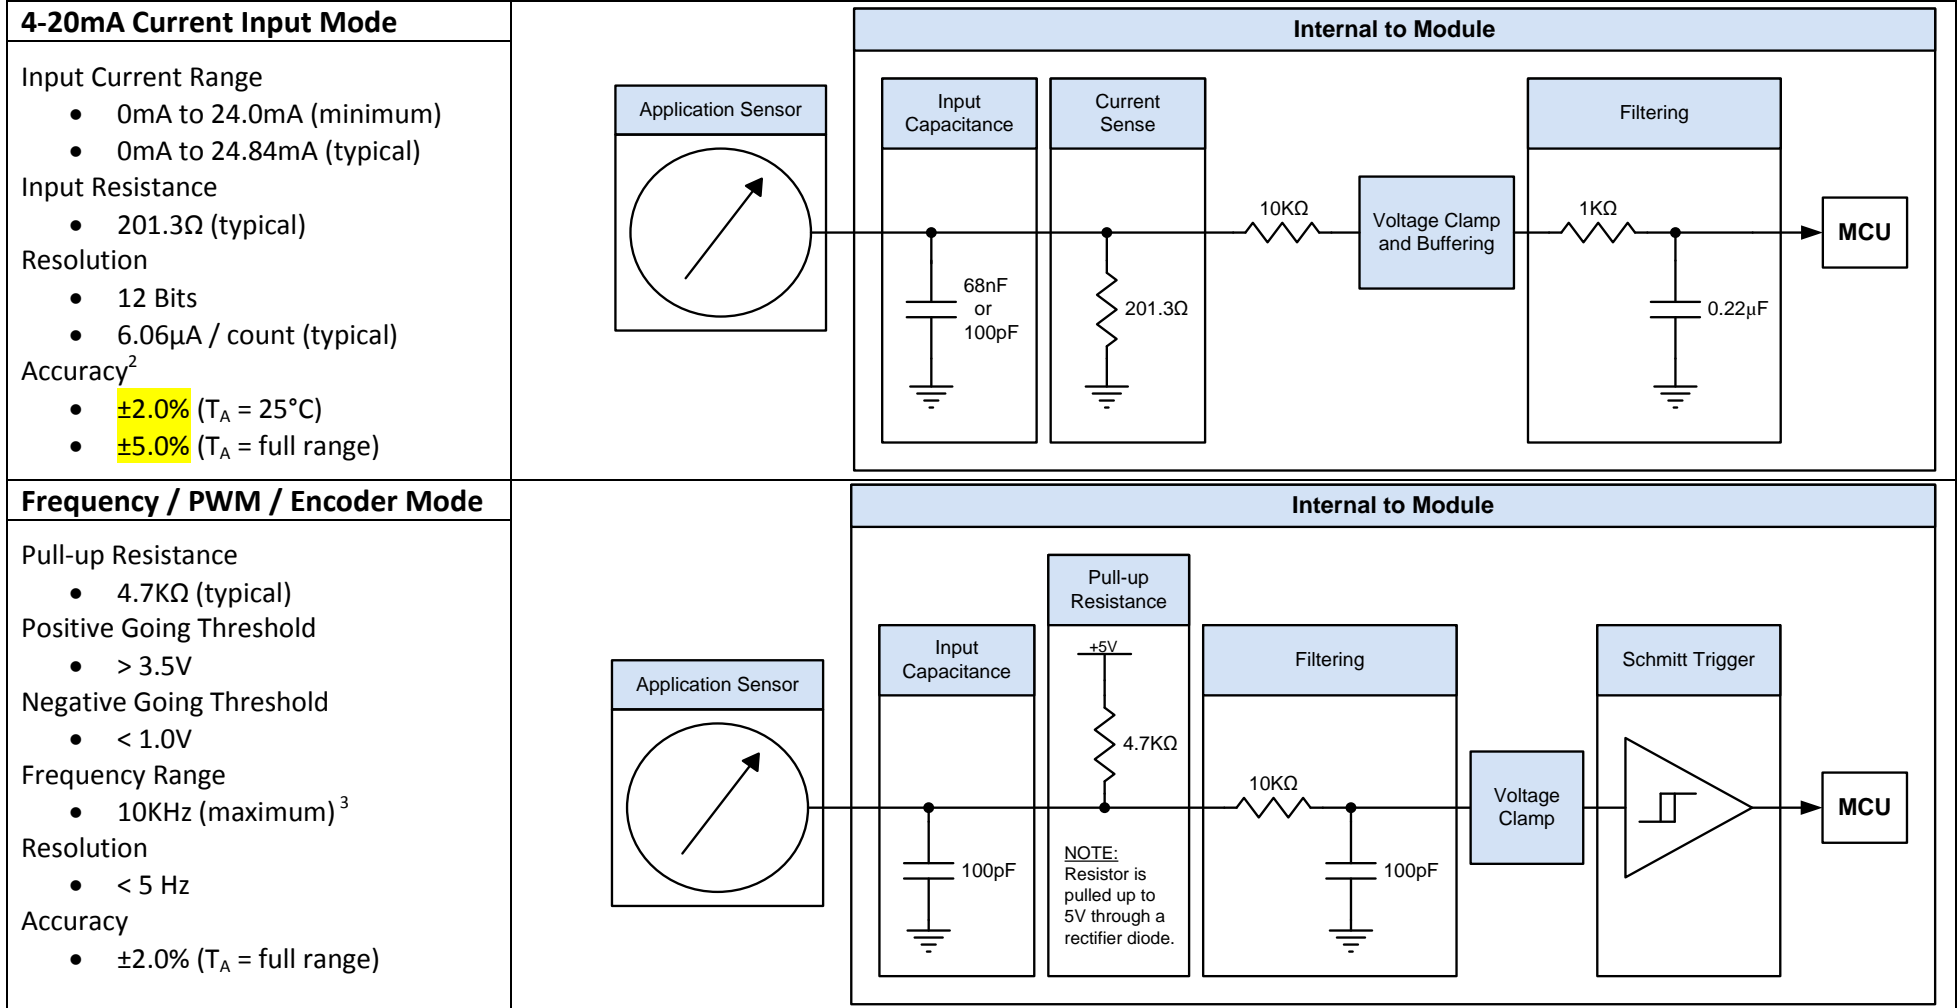 4-20mA Current Input Mode
Input Current Range
• 0mA to 24.0mA (minimum)
• 0mA to 24.84mA (typical)
Input Resistance
• 201.3Ω (typical)
Resolution
• 12 Bits
• 6.06µA / count (typical)
Accuracy²
• ±2.0% (TA = 25°C)
• ±5.0% (TA = full range)
Internal to Module
Application Sensor
Input
Capacitance
68nF
or
100pF
Current
Sense
201.3Ω
10KΩ
Voltage Clamp
and Buffering
Filtering
1KΩ
0.22µF
MCU
Frequency / PWM / Encoder Mode
Pull-up Resistance
• 4.7KΩ (typical)
Positive Going Threshold
• > 3.5V
Negative Going Threshold
• < 1.0V
Frequency Range
• 10KHz (maximum) ³
Resolution
• < 5 Hz
Accuracy
• ±2.0% (TA = full range)
Internal to Module
Application Sensor
Input
Capacitance
100pF
Pull-up
Resistance
+5V
4.7KΩ
NOTE:
Resistor is
pulled up to
5V through a
rectifier diode.
Filtering
10KΩ
100pF
Voltage
Clamp
Schmitt Trigger
MCU